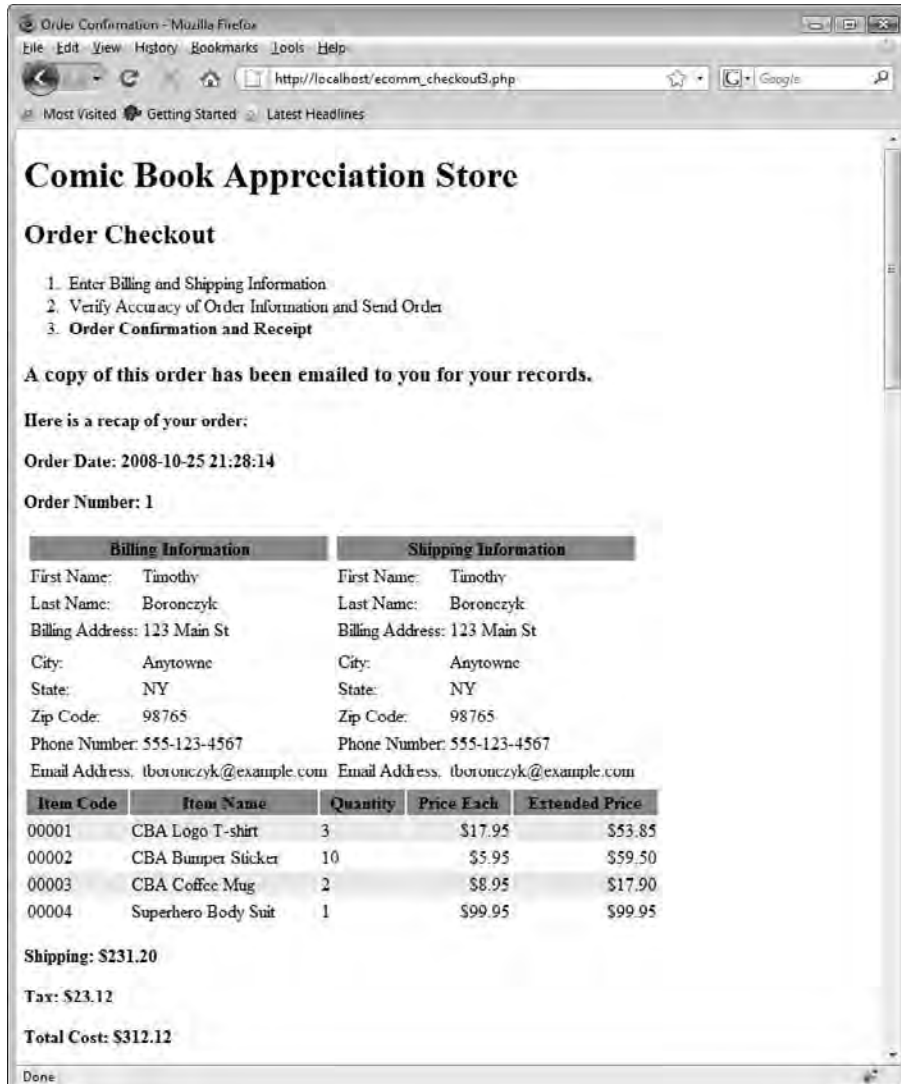 Order Confirmation - Mozilla Firefox
File Edit View History Bookmarks Tools Help
http://localhost/ecomm_checkout3.php
G Google
Most Visited Getting Started Latest Headlines
Comic Book Appreciation Store
Order Checkout
1. Enter Billing and Shipping Information
2. Verify Accuracy of Order Information and Send Order
3. Order Confirmation and Receipt
A copy of this order has been emailed to you for your records.
Here is a recap of your order:
Order Date: 2008-10-25 21:28:14
Order Number: 1
Billing Information Shipping Information
First Name: Timothy First Name: Timothy
Last Name: Boronczyk Last Name: Boronczyk
Billing Address: 123 Main St Billing Address: 123 Main St
City: Anytowne City: Anytowne
State: NY State: NY
Zip Code: 98765 Zip Code: 98765
Phone Number: 555-123-4567 Phone Number: 555-123-4567
Email Address: tboronczyk@example.com Email Address: tboronczyk@example.com
Item Code Item Name Quantity Price Each Extended Price
00001 CBA Logo T-shirt 3 $17.95 $53.85
00002 CBA Bumper Sticker 10 $5.95 $59.50
00003 CBA Coffee Mug 2 $8.95 $17.90
00004 Superhero Body Suit 1 $99.95 $99.95
Shipping: $231.20
Tax: $23.12
Total Cost: $312.12
Done